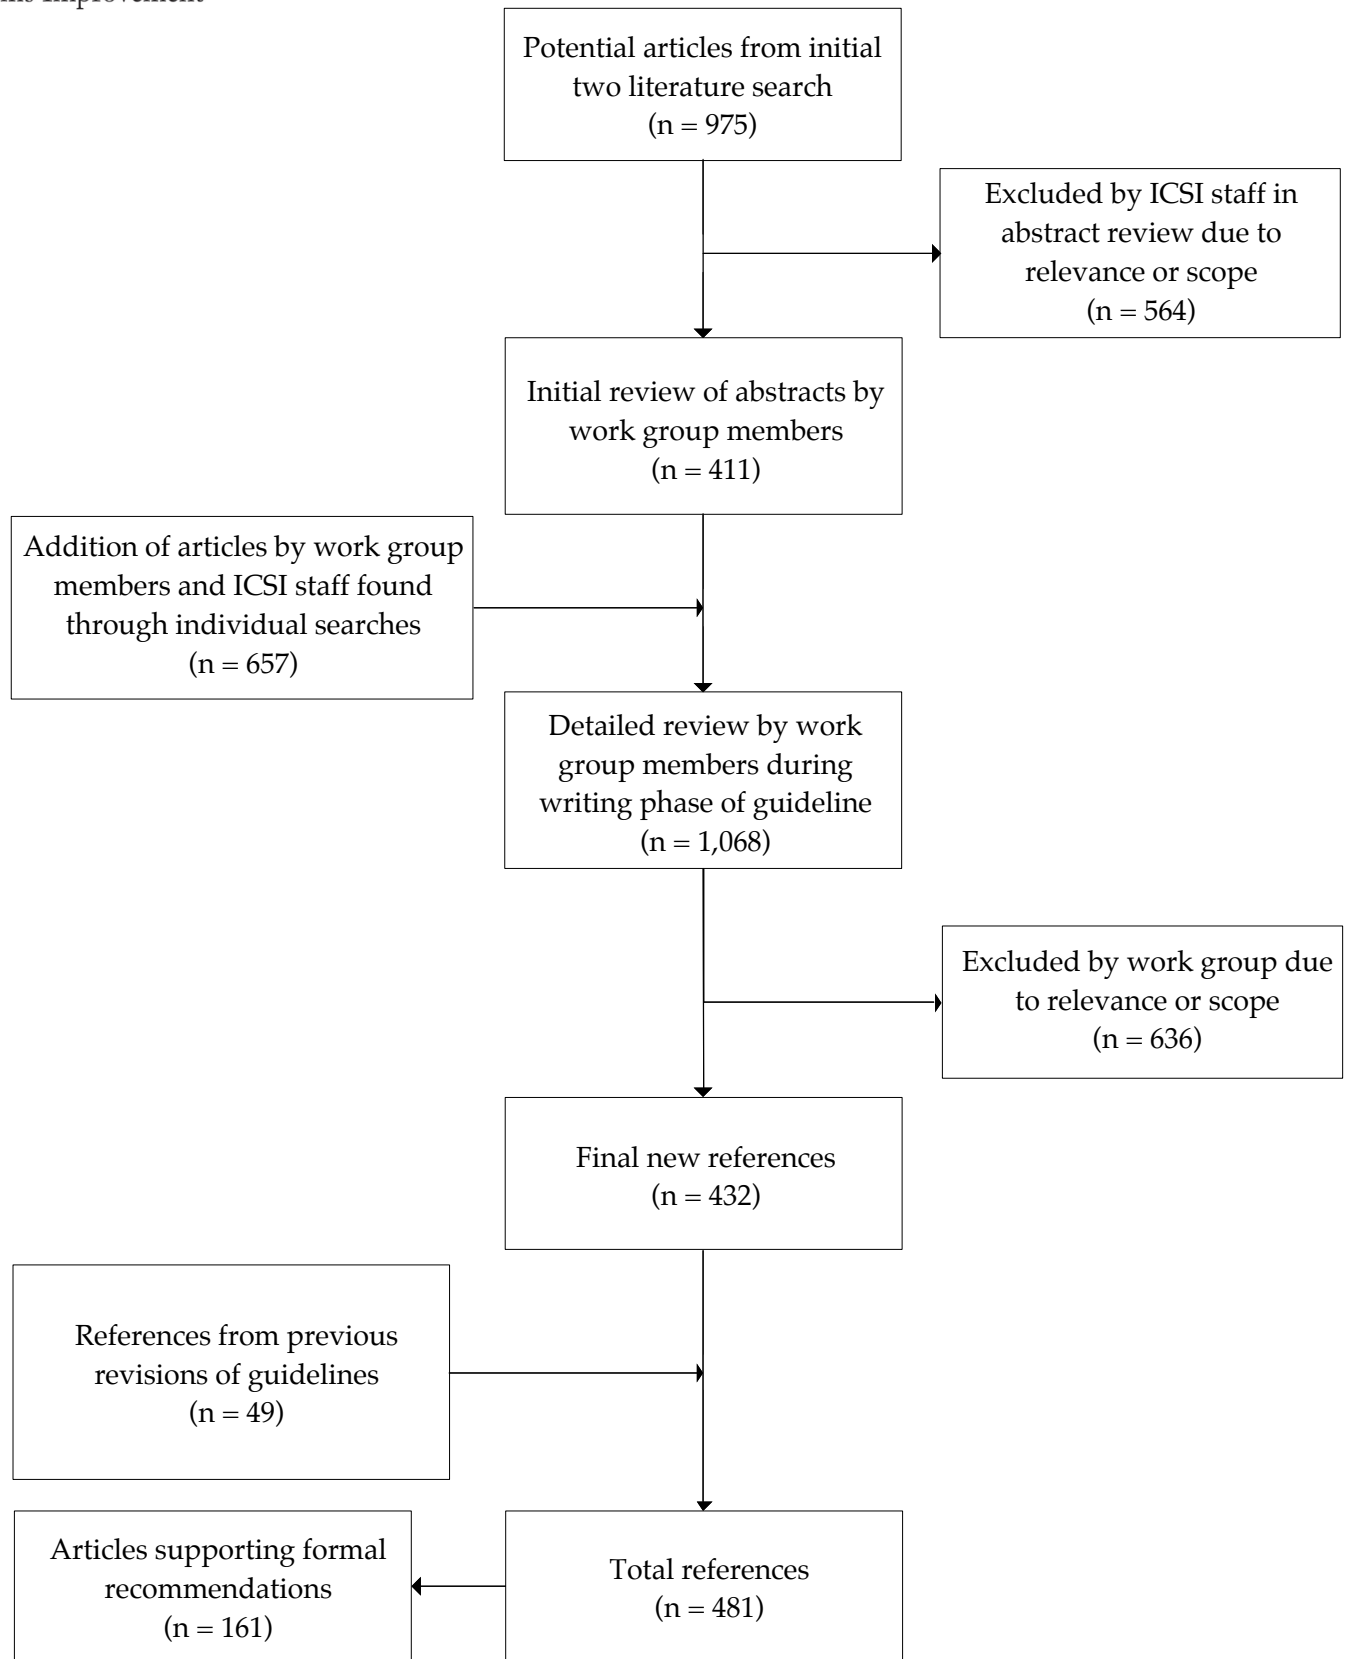 Potential articles from initial
two literature search
(n = 975)
Excluded by ICSI staff in
abstract review due to
relevance or scope
(n = 564)
Initial review of abstracts by
work group members
(n = 411)
Addition of articles by work group
members and ICSI staff found
through individual searches
(n = 657)
Detailed review by work
group members during
writing phase of guideline
(n = 1,068)
Excluded by work group due
to relevance or scope
(n = 636)
Final new references
(n = 432)
References from previous
revisions of guidelines
(n = 49)
Articles supporting formal
recommendations
(n = 161)
Total references
(n = 481)